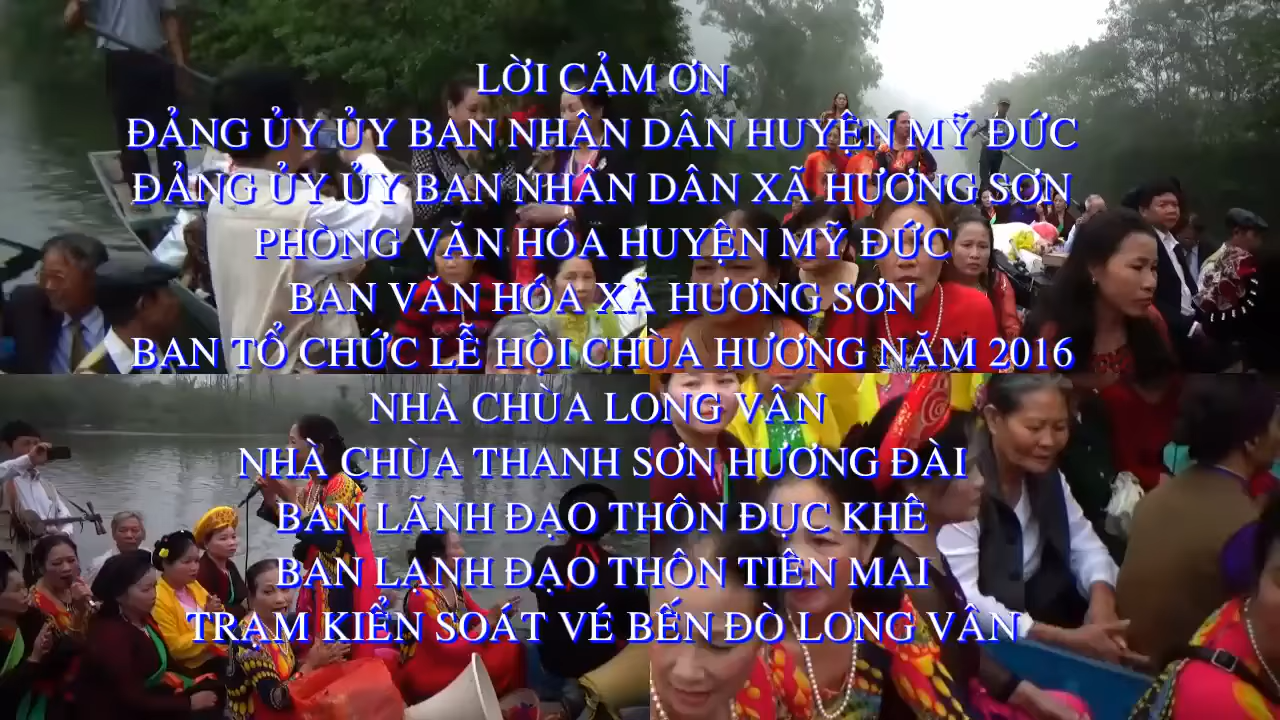 LỜI CẢM ƠN
ĐẢNG ỦY ỦY BAN NHÂN DÂN HUYỆN MỸ ĐỨC
ĐẢNG ỦY ỦY BAN NHÂN DÂN XÃ HƯƠNG SƠN
PHÒNG VĂN HÓA HUYỆN MỸ ĐỨC
BAN VĂN HÓA XÃ HƯƠNG SƠN
BAN TỔ CHỨC LỄ HỘI CHÙA HƯƠNG NĂM 2016
NHÀ CHÙA LONG VÂN
NHÀ CHÙA THANH SƠN HƯƠNG ĐÀI
BAN LÃNH ĐẠO THÔN ĐỤC KHÊ
BAN LẠNH ĐẠO THÔN TIÊN MAI
TRẠM KIỂN SOÁT VÉ BẾN ĐÒ LONG VÂN